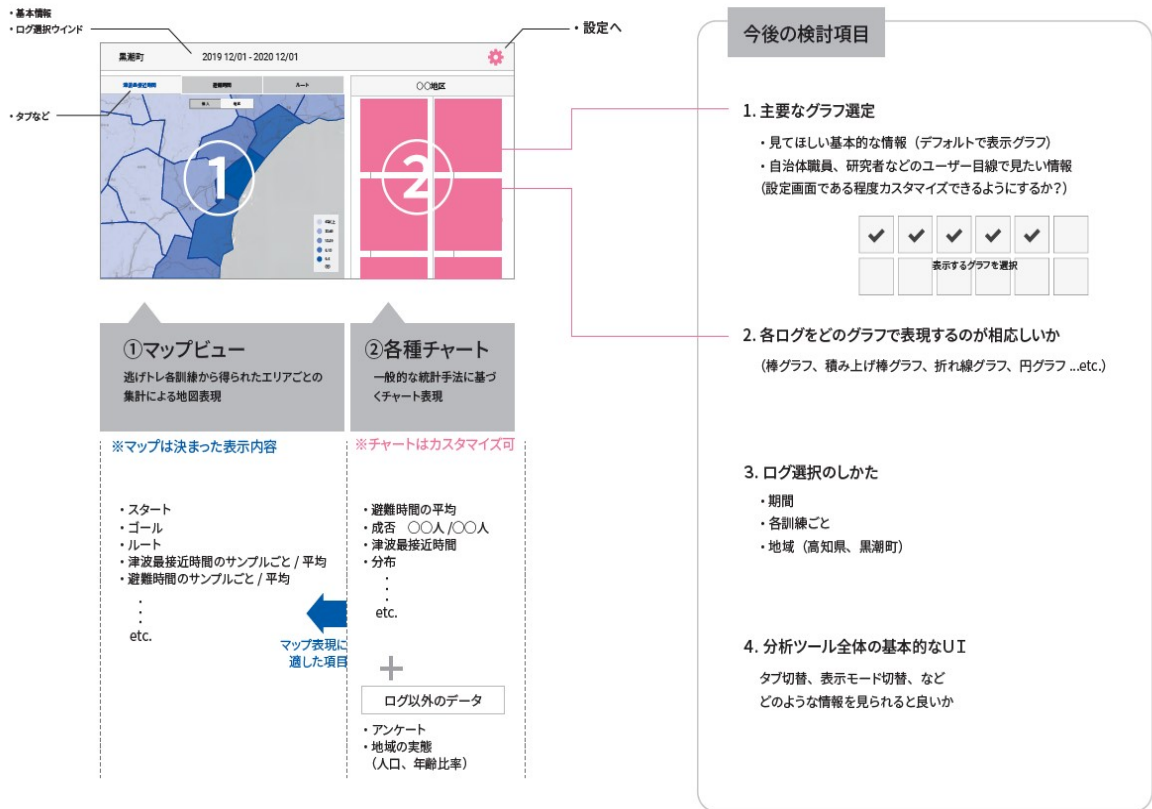 ・基本情報
・ログ選択ウインド
・設定へ
黒潮町
2019 12/01 - 2020 12/01
・タブなど
津波最接近時間
避難時間
ルート
○○地区
個人
地区
①
②
①マップビュー
逃げトレ各訓練から得られたエリアごとの
集計による地図表現
②各種チャート
一般的な統計手法に基づ
くチャート表現
※マップは決まった表示内容
・スタート
・ゴール
・ルート
・津波最接近時間のサンプルごと / 平均
・避難時間のサンプルごと / 平均
・
・
・
etc.
マップ表現に
適した項目
※チャートはカスタマイズ可
・避難時間の平均
・成否 ○○人 /○○人
・津波最接近時間
・分布
・
・
・
etc.
＋
ログ以外のデータ
・アンケート
・地域の実態
（人口、年齢比率）
今後の検討項目
1. 主要なグラフ選定
・見てほしい基本的な情報（デフォルトで表示グラフ）
・自治体職員、研究者などのユーザー目線で見たい情報
（設定画面である程度カスタマイズできるようにするか？）
表示するグラフを選択
2. 各ログをどのグラフで表現するのが相応しいか
（棒グラフ、積み上げ棒グラフ、折れ線グラフ、円グラフ ...etc.）
3. ログ選択のしかた
・期間
・各訓練ごと
・地域（高知県、黒潮町）
4. 分析ツール全体の基本的なUI
タブ切替、表示モード切替、など
どのような情報を見られると良いか